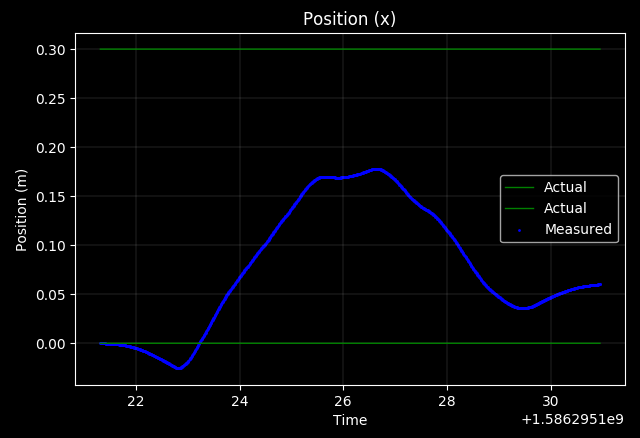 Position (x)
0.30
0.25
0.20
0.15
0.10
0.05
0.00
Position (m)
Actual
Actual
Measured
22 24 26 28 30
Time
+1.5862951e9